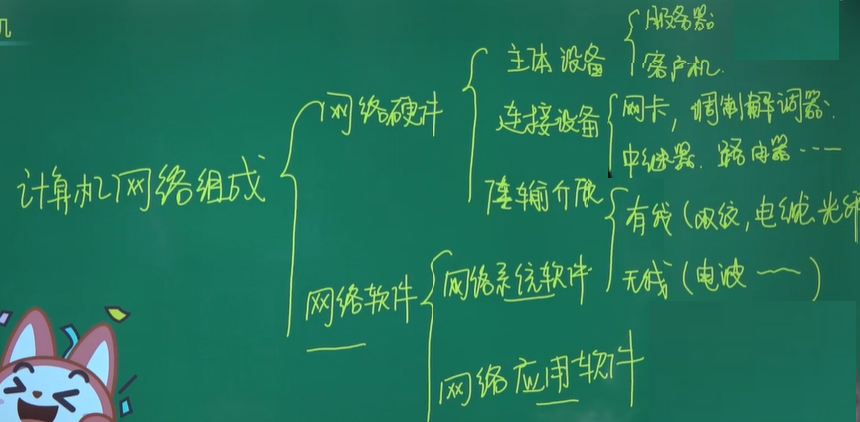 机
计算机网络组成
网络硬件
主体设备
服务器
客户机
连接设备
网卡,调制解调器
中继器、路由器……
传输介质
有线(双绞,电缆、光纤
无线(电波……)
网络软件
网络系统软件
网络应用软件